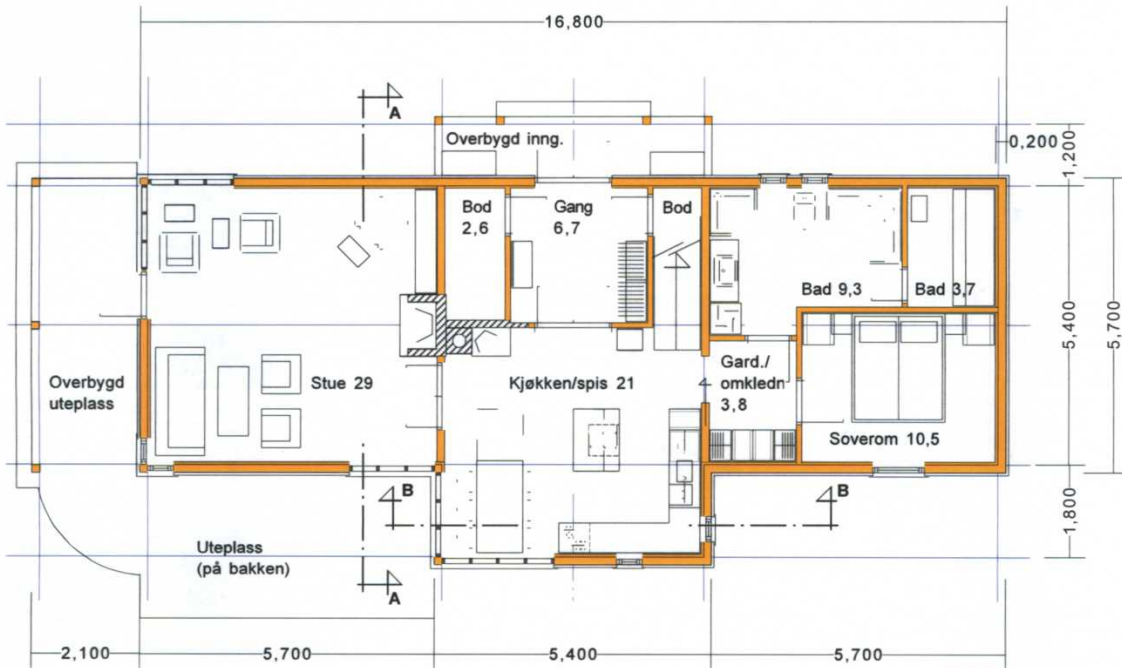 16,800
A
Overbygd inng.
0,200
1,200
Bod
2,6
Gang
6,7
Bod
Bad 9,3
Bad 3,7
5,400
5,700
Overbygd
uteplass
Stue 29
Kjøkken/spis 21
Gard./
omkledn
3,8
Soverom 10,5
B
B
1,800
Uteplass
(på bakken)
A
2,100
5,700
5,400
5,700